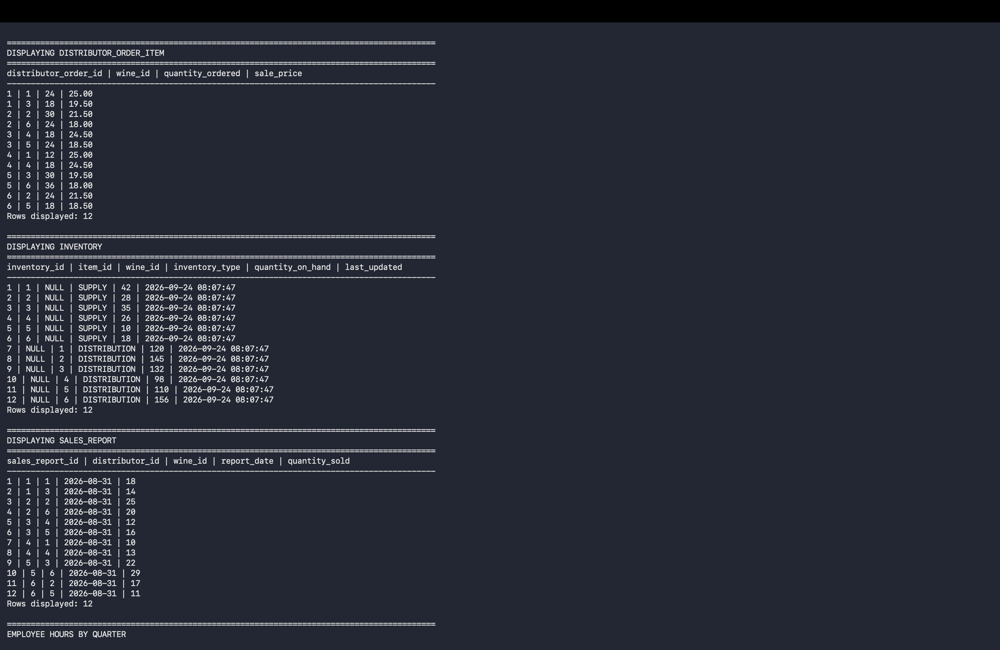 ==========================================================================================
DISPLAYING DISTRIBUTOR_ORDER_ITEM
==========================================================================================
distributor_order_id | wine_id | quantity_ordered | sale_price
------------------------------------------------------------------------------------------
1 | 1 | 24 | 25.00
1 | 3 | 18 | 19.50
2 | 2 | 30 | 21.50
2 | 6 | 24 | 18.00
3 | 4 | 18 | 24.50
3 | 5 | 24 | 18.50
4 | 1 | 12 | 25.00
4 | 4 | 18 | 24.50
5 | 3 | 30 | 19.50
5 | 6 | 36 | 18.00
6 | 2 | 24 | 21.50
6 | 5 | 18 | 18.50
Rows displayed: 12
==========================================================================================
DISPLAYING INVENTORY
==========================================================================================
inventory_id | item_id | wine_id | inventory_type | quantity_on_hand | last_updated
------------------------------------------------------------------------------------------
1 | 1 | NULL | SUPPLY | 42 | 2026-09-24 08:07:47
2 | 2 | NULL | SUPPLY | 28 | 2026-09-24 08:07:47
3 | 3 | NULL | SUPPLY | 35 | 2026-09-24 08:07:47
4 | 4 | NULL | SUPPLY | 26 | 2026-09-24 08:07:47
5 | 5 | NULL | SUPPLY | 10 | 2026-09-24 08:07:47
6 | 6 | NULL | SUPPLY | 18 | 2026-09-24 08:07:47
7 | NULL | 1 | DISTRIBUTION | 120 | 2026-09-24 08:07:47
8 | NULL | 2 | DISTRIBUTION | 145 | 2026-09-24 08:07:47
9 | NULL | 3 | DISTRIBUTION | 132 | 2026-09-24 08:07:47
10 | NULL | 4 | DISTRIBUTION | 98 | 2026-09-24 08:07:47
11 | NULL | 5 | DISTRIBUTION | 110 | 2026-09-24 08:07:47
12 | NULL | 6 | DISTRIBUTION | 156 | 2026-09-24 08:07:47
Rows displayed: 12
==========================================================================================
DISPLAYING SALES_REPORT
==========================================================================================
sales_report_id | distributor_id | wine_id | report_date | quantity_sold
------------------------------------------------------------------------------------------
1 | 1 | 1 | 2026-08-31 | 18
2 | 1 | 3 | 2026-08-31 | 14
3 | 2 | 2 | 2026-08-31 | 25
4 | 2 | 6 | 2026-08-31 | 20
5 | 3 | 4 | 2026-08-31 | 12
6 | 3 | 5 | 2026-08-31 | 16
7 | 4 | 1 | 2026-08-31 | 10
8 | 4 | 4 | 2026-08-31 | 13
9 | 5 | 3 | 2026-08-31 | 22
10 | 5 | 6 | 2026-08-31 | 29
11 | 6 | 2 | 2026-08-31 | 17
12 | 6 | 5 | 2026-08-31 | 11
Rows displayed: 12
==========================================================================================
EMPLOYEE HOURS BY QUARTER